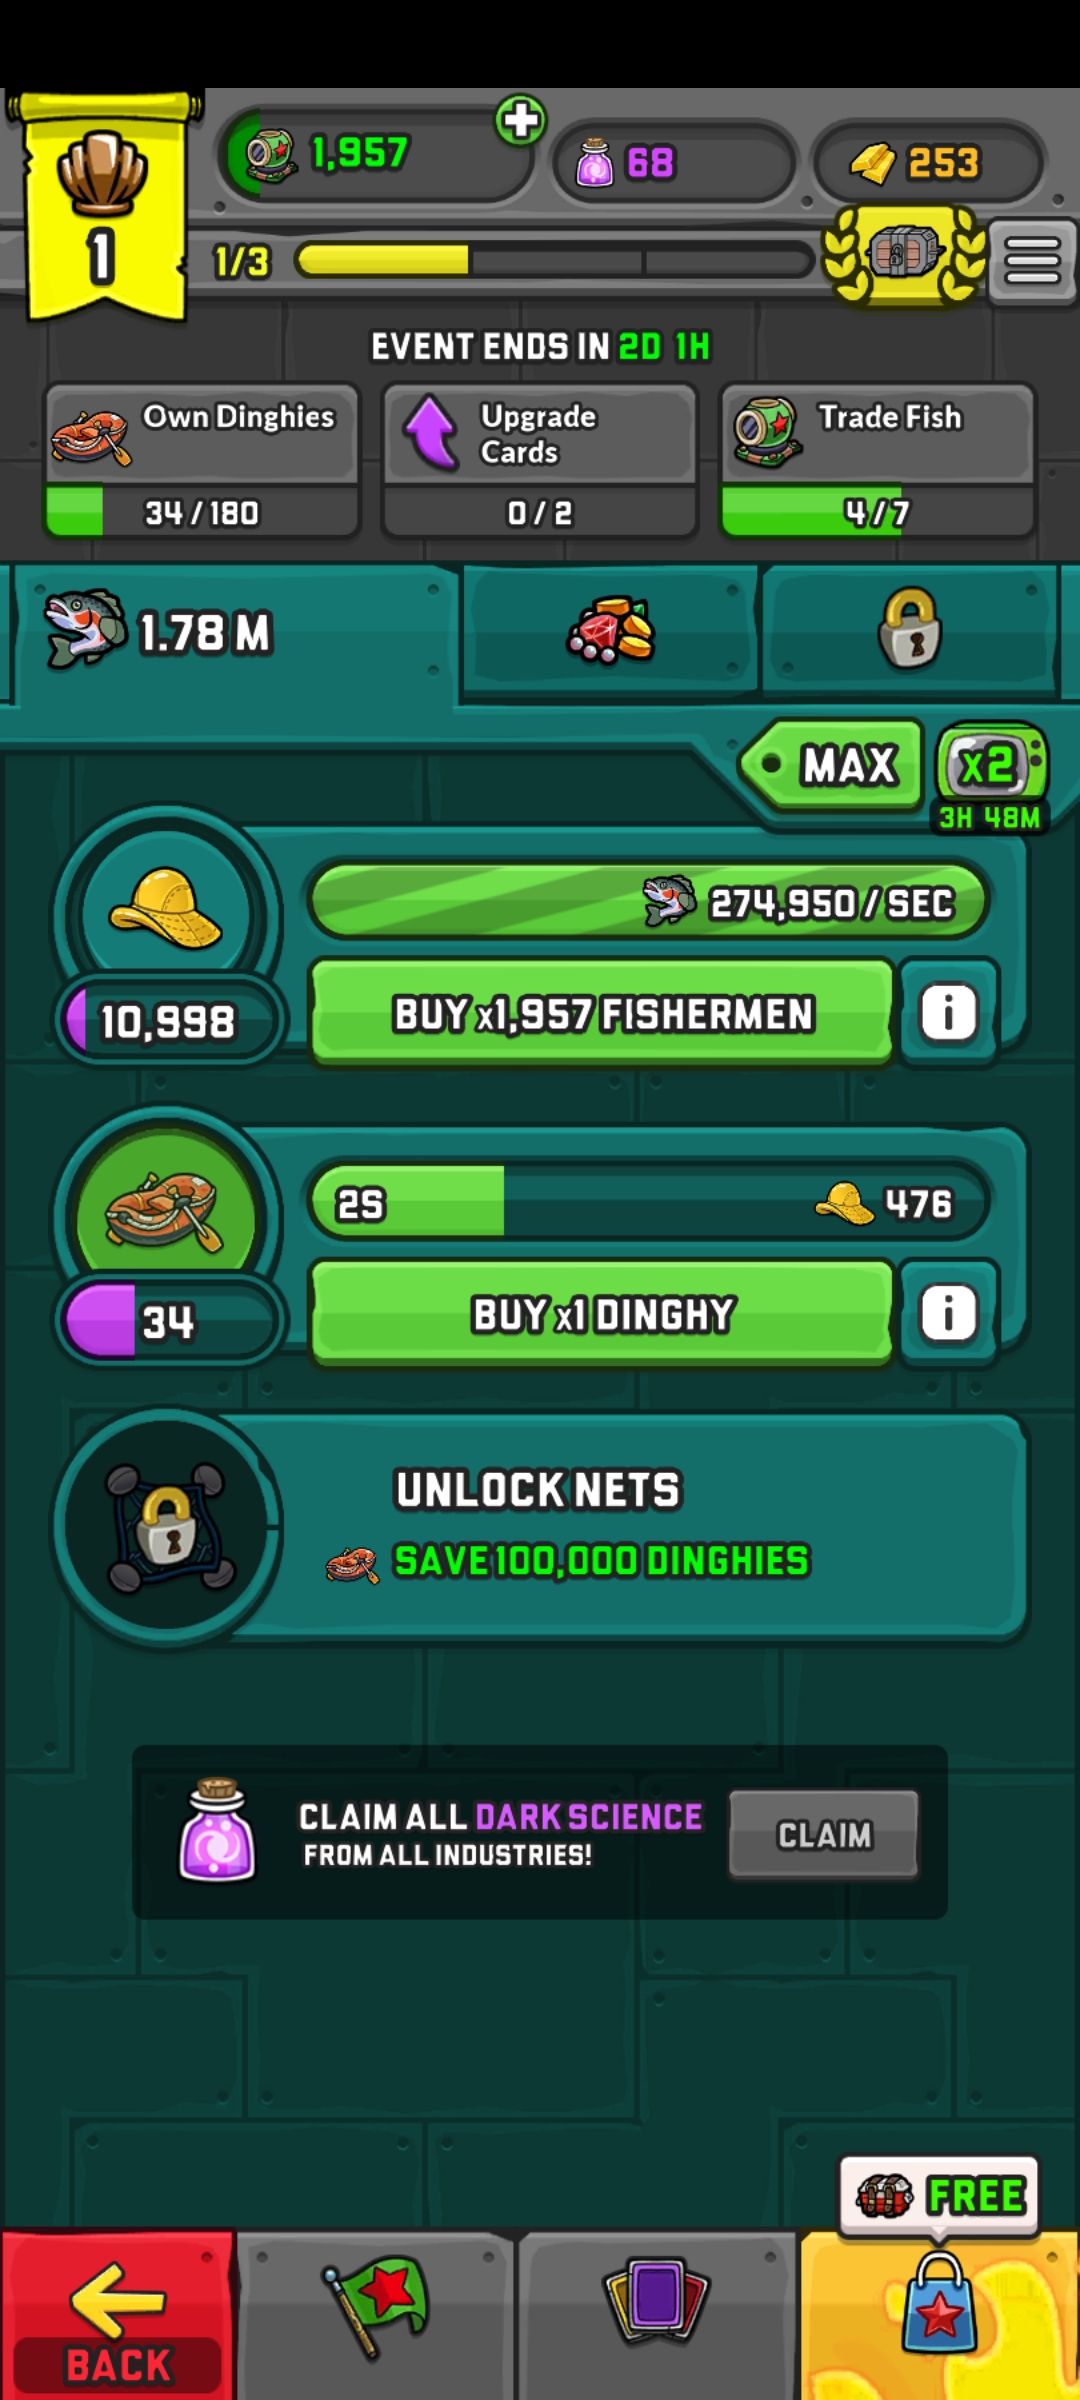 1,957
68
253
1
1/3
EVENT ENDS IN 2D 1H
Own Dinghies
34 / 180
Upgrade
Cards
0 / 2
Trade Fish
4 / 7
1.78 M
MAX
x2
3H 48M
274,950 / SEC
10,998
BUY x1,957 FISHERMEN
i
2S
476
34
BUY x1 DINGHY
i
UNLOCK NETS
SAVE 100,000 DINGHIES
CLAIM ALL DARK SCIENCE
FROM ALL INDUSTRIES!
CLAIM
FREE
BACK